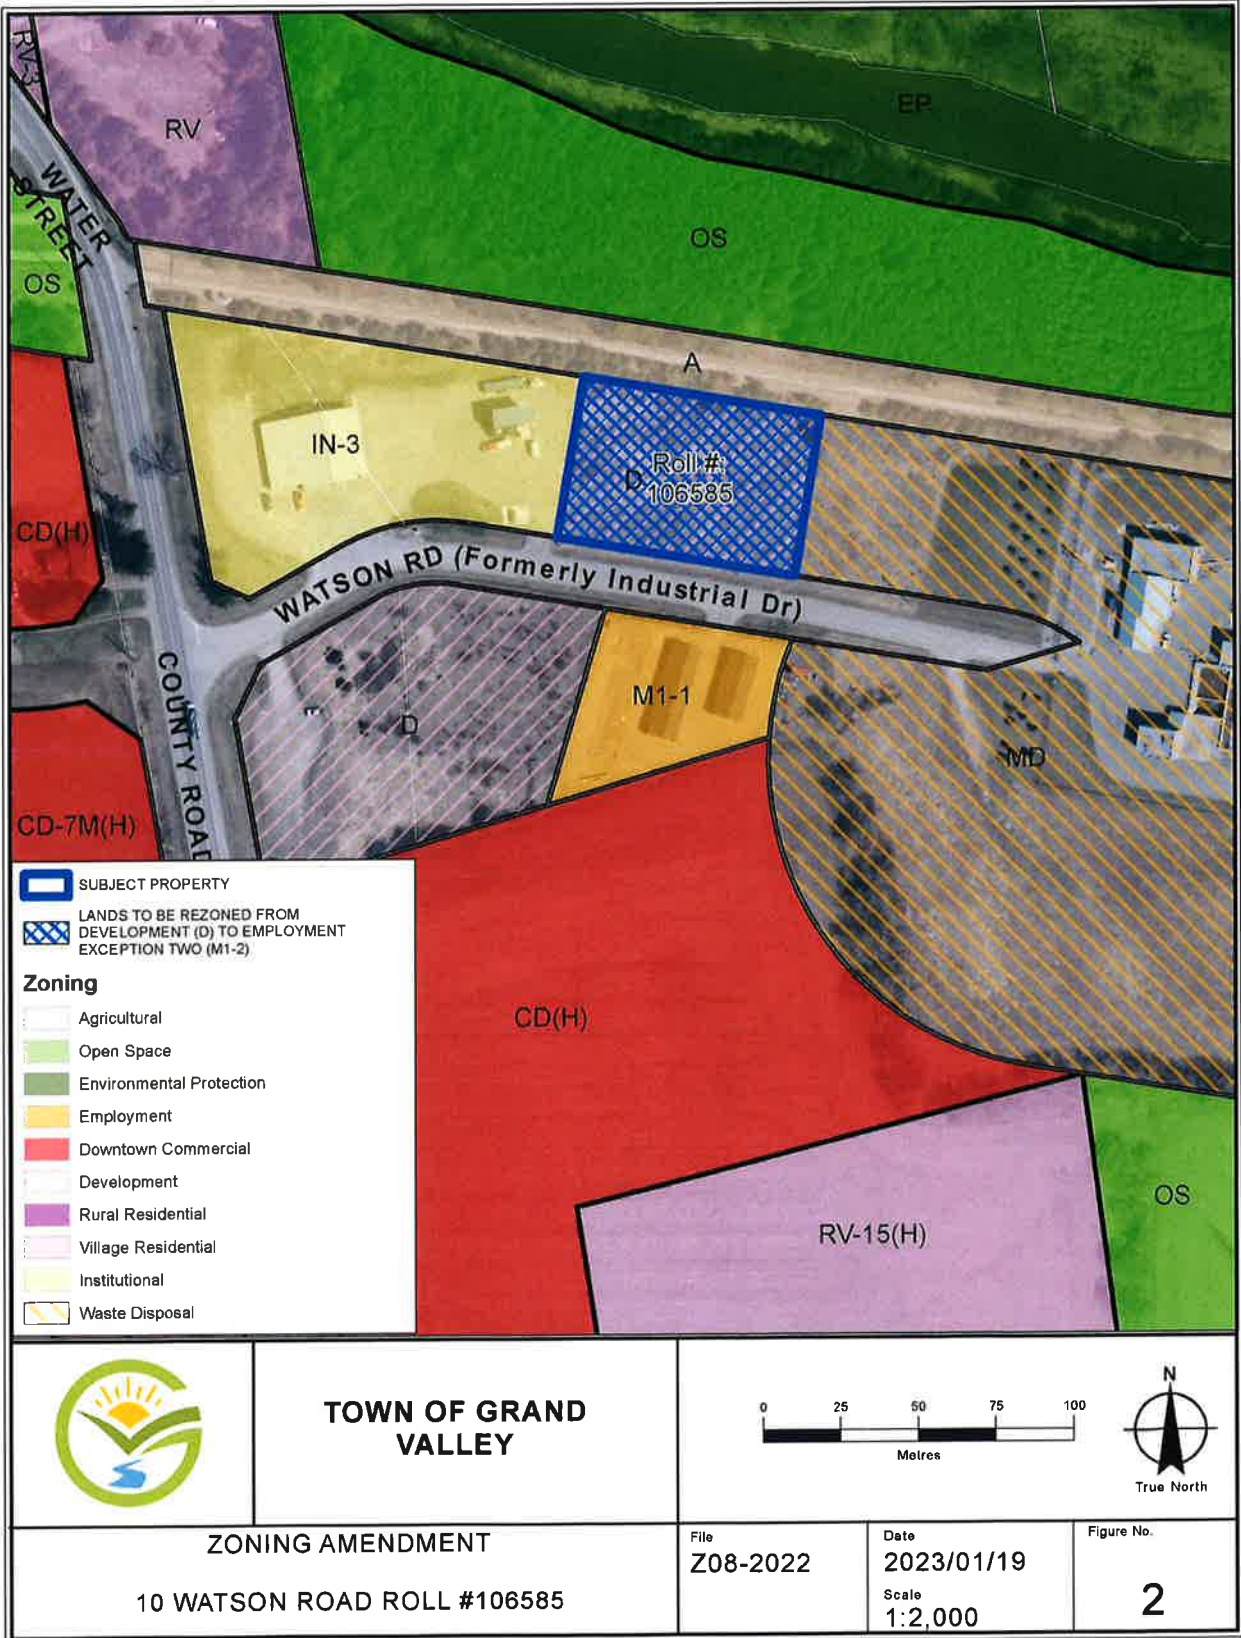 RV-3
RV
EP
WATER
STREET
OS
OS
A
IN-3
Roll #:
D
106585
CD(H)
WATSON RD (Formerly Industrial Dr)
COUNTY ROAD
M1-1
D
MD
CD-7M(H)
CD(H)
RV-15(H)
OS
SUBJECT PROPERTY
LANDS TO BE REZONED FROM
DEVELOPMENT (D) TO EMPLOYMENT
EXCEPTION TWO (M1-2)
Zoning
Agricultural
Open Space
Environmental Protection
Employment
Downtown Commercial
Development
Rural Residential
Village Residential
Institutional
Waste Disposal
TOWN OF GRAND
VALLEY
0 25 50 75 100
Metres
N
True North
ZONING AMENDMENT
10 WATSON ROAD ROLL #106585
File
Z08-2022
Date
2023/01/19
Scale
1:2,000
Figure No.
2